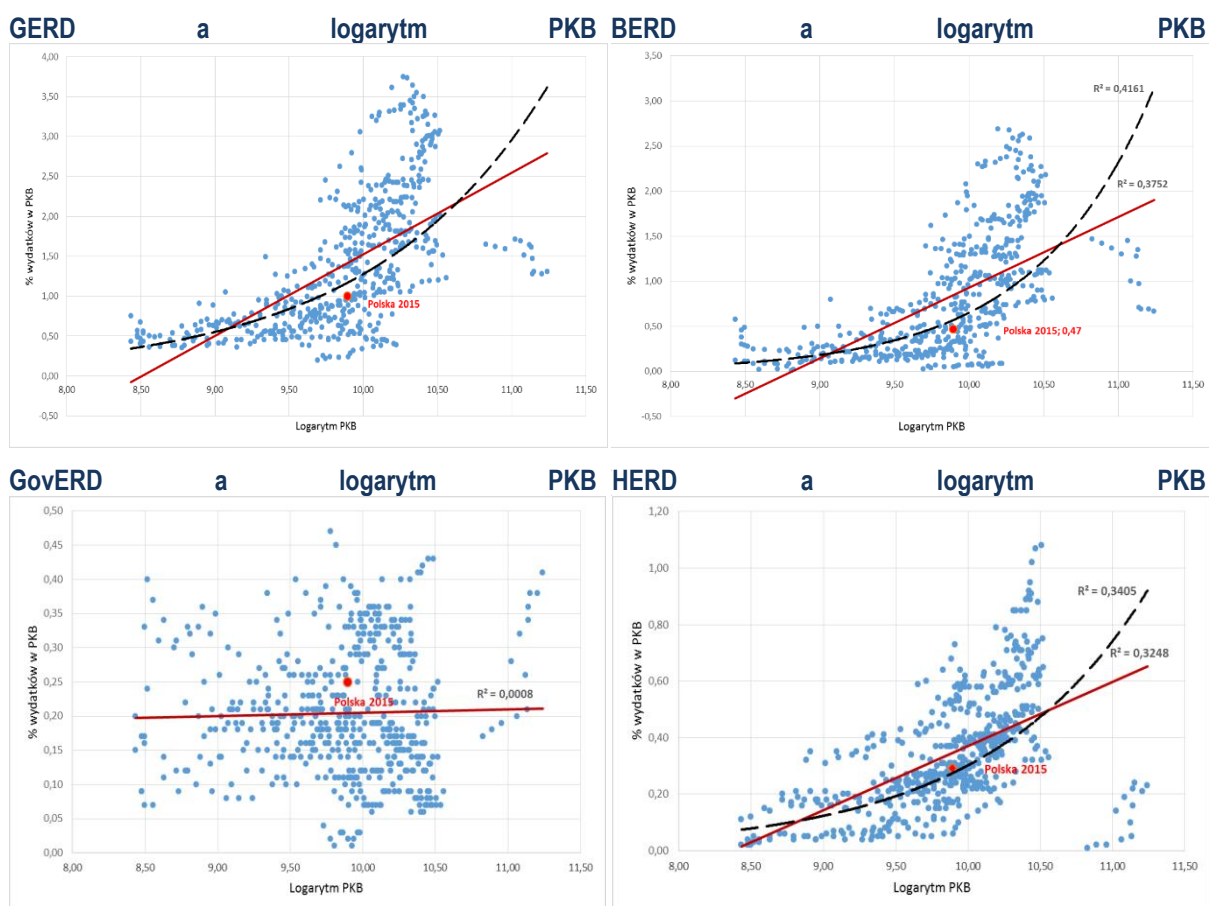 GERD a logarytm PKB
4,00
3,50
3,00
2,50
2,00
1,50
1,00
0,50
0,00
-0,50
% wydatków w PKB
Polska 2015
8,00 8,50 9,00 9,50 10,00 10,50 11,00 11,50
Logarytm PKB
BERD a logarytm PKB
3,50
3,00
2,50
2,00
1,50
1,00
0,50
0,00
-0,50
% wydatków w PKB
R² = 0,4161
R² = 0,3752
Polska 2015; 0,47
8,00 8,50 9,00 9,50 10,00 10,50 11,00 11,50
Logarytm PKB
GovERD a logarytm PKB
0,50
0,45
0,40
0,35
0,30
0,25
0,20
0,15
0,10
0,05
0,00
% wydatków w PKB
R² = 0,0008
Polska 2015
8,00 8,50 9,00 9,50 10,00 10,50 11,00 11,50
Logarytm PKB
HERD a logarytm PKB
1,20
1,00
0,80
0,60
0,40
0,20
0,00
% wydatków w PKB
R² = 0,3405
R² = 0,3248
Polska 2015
8,00 8,50 9,00 9,50 10,00 10,50 11,00 11,50
Logarytm PKB